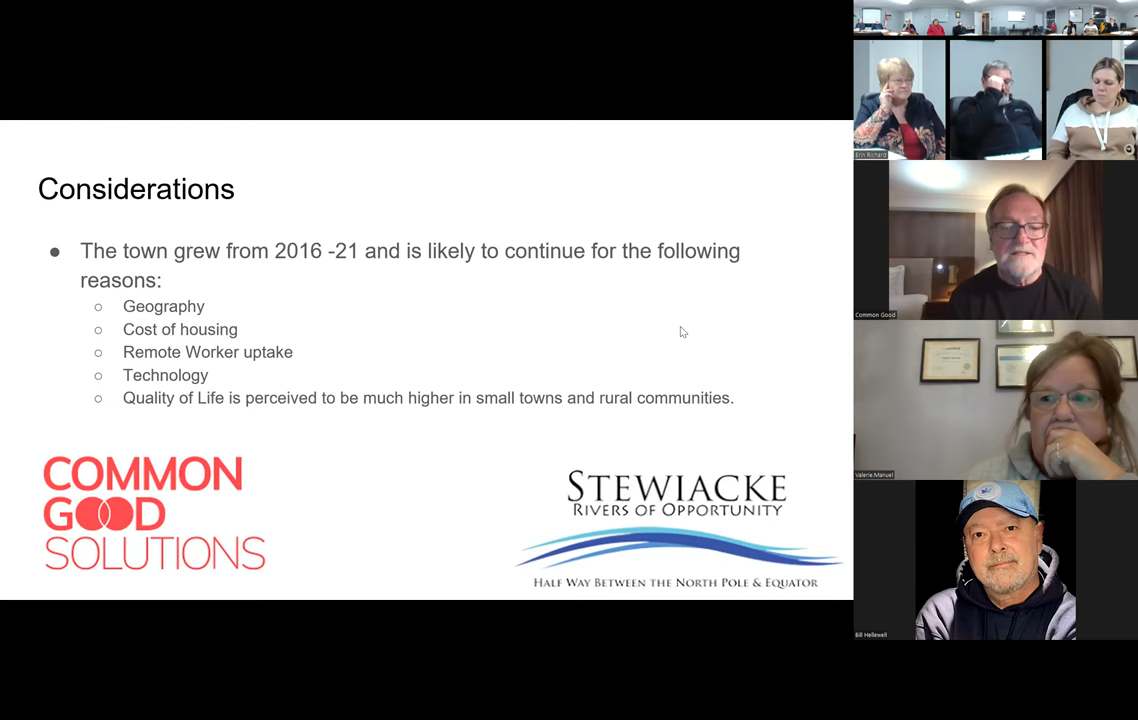 Considerations
● The town grew from 2016 -21 and is likely to continue for the following
reasons:
○ Geography
○ Cost of housing
○ Remote Worker uptake
○ Technology
○ Quality of Life is perceived to be much higher in small towns and rural communities.
COMMON
GOOD
SOLUTIONS
STEWIACKE
RIVERS OF OPPORTUNITY
HALF WAY BETWEEN THE NORTH POLE & EQUATOR
Erin Richard
Common Good
Valerie.Manuel
Bill Hellewell